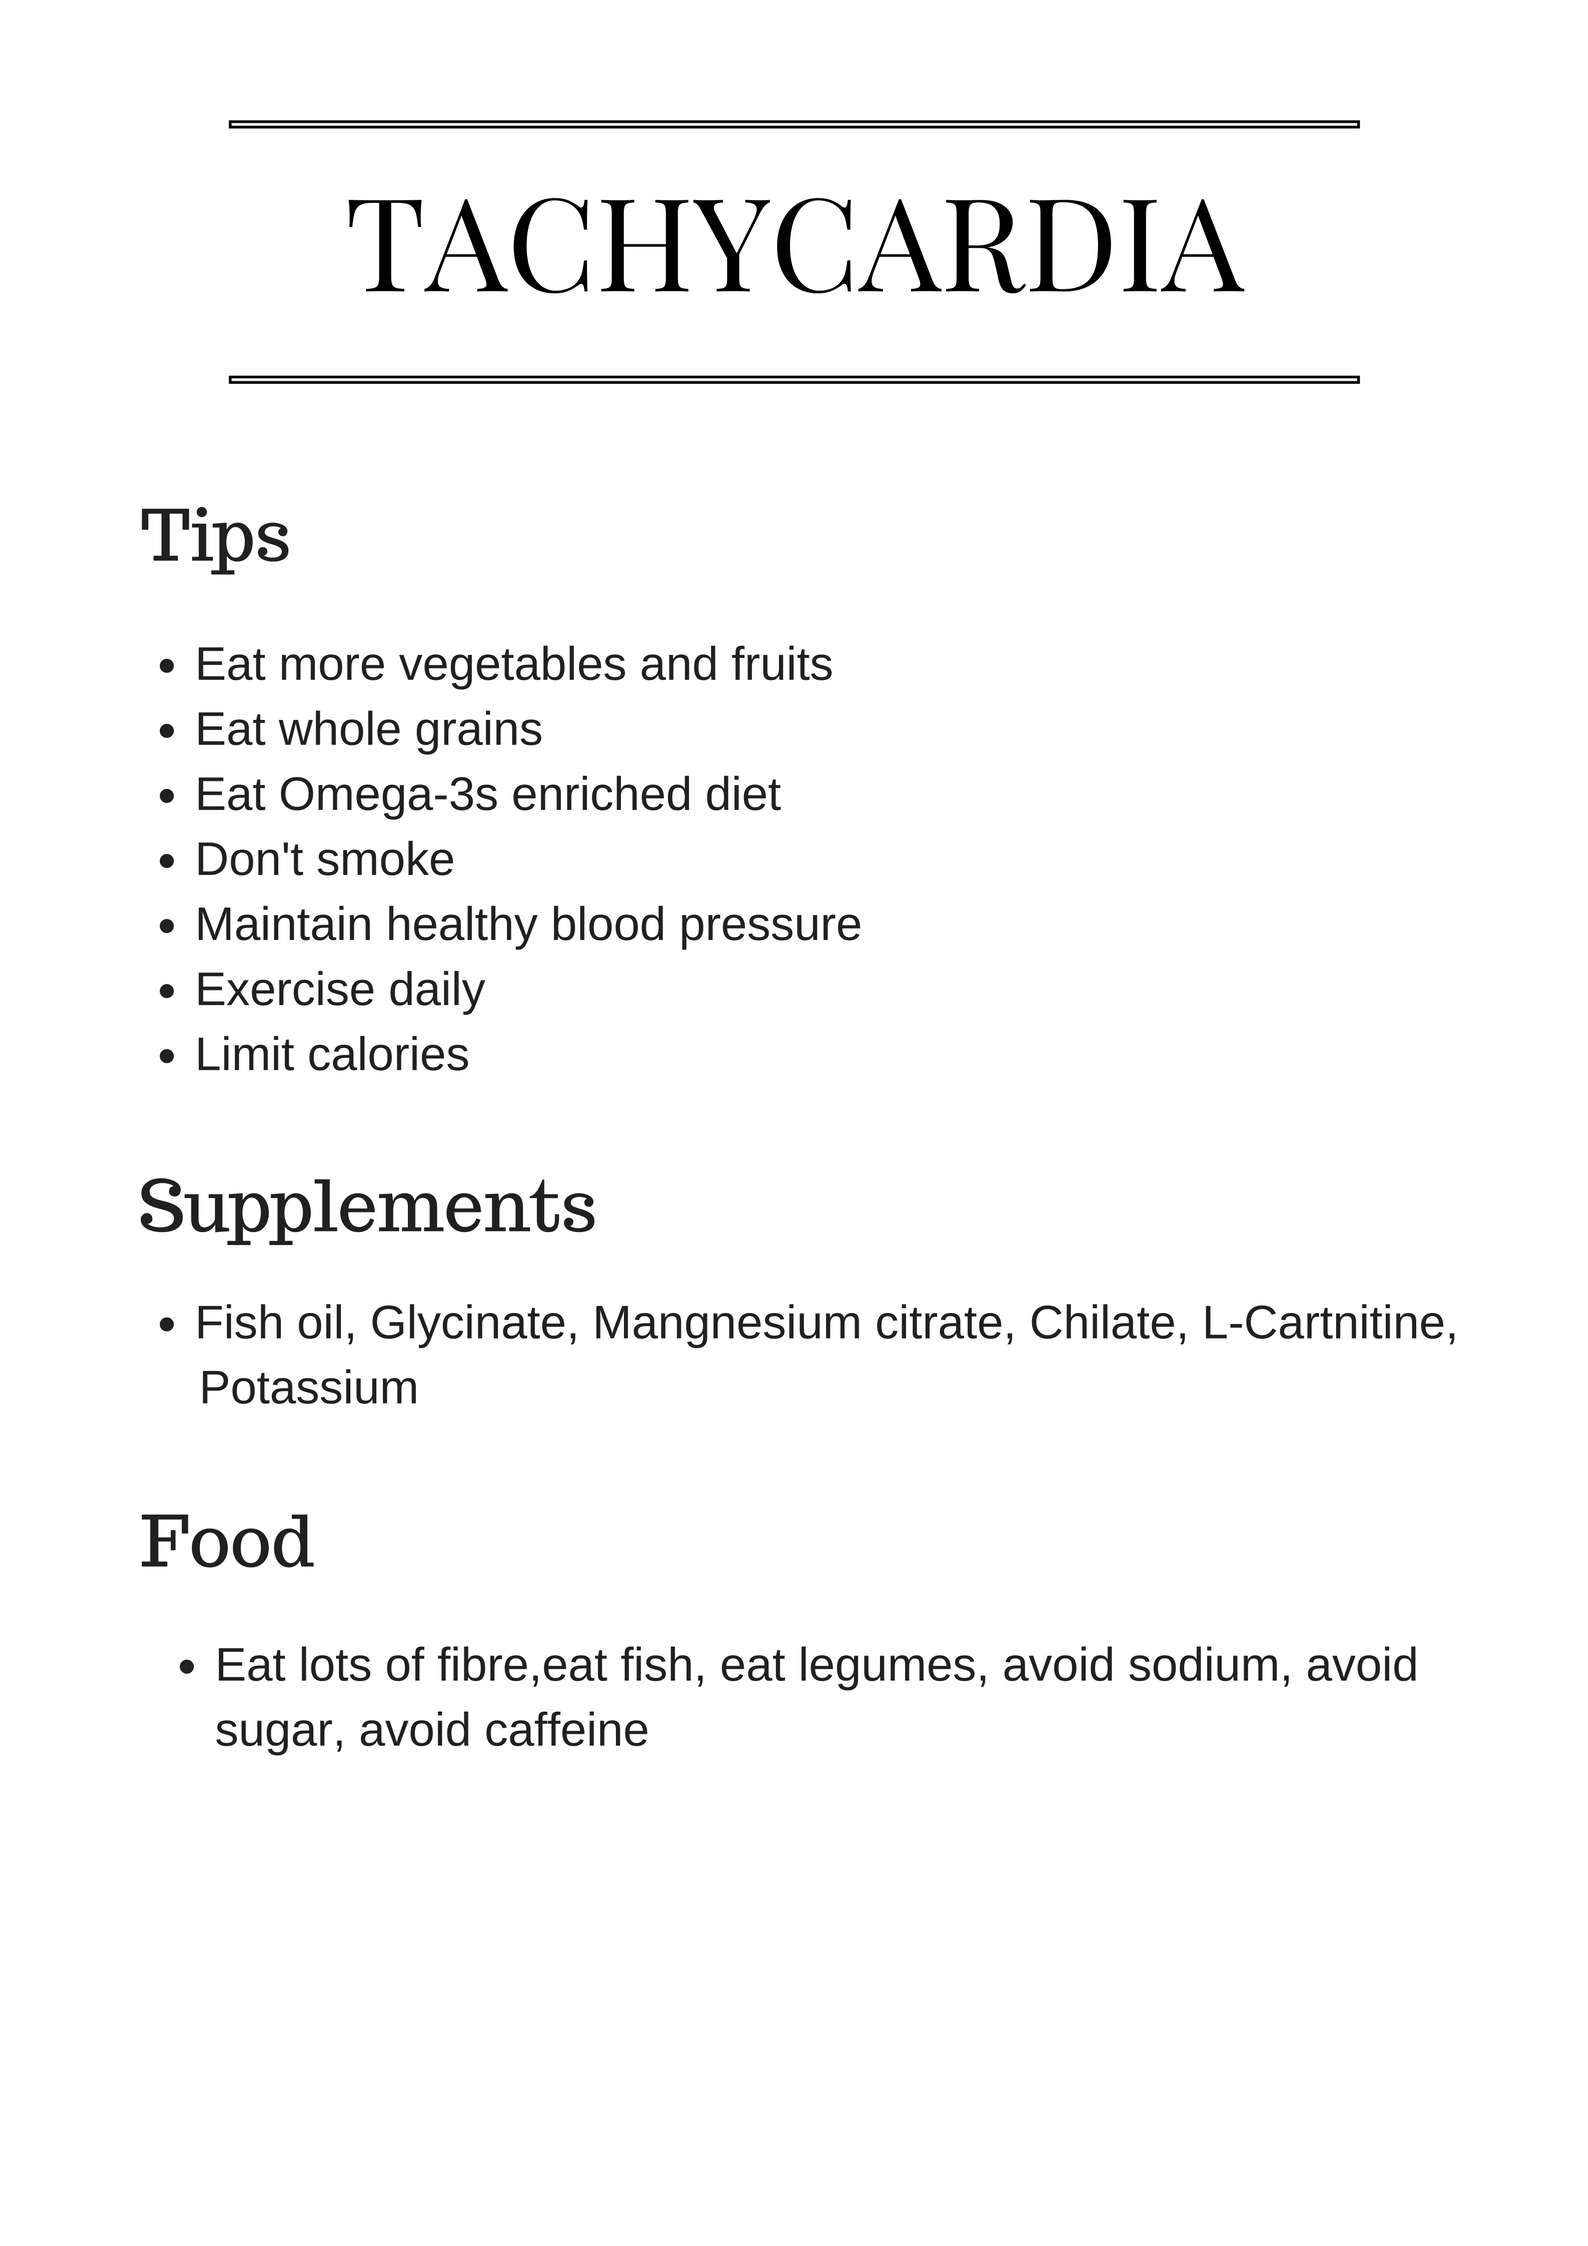 TACHYCARDIA
Tips
• Eat more vegetables and fruits
• Eat whole grains
• Eat Omega-3s enriched diet
• Don't smoke
• Maintain healthy blood pressure
• Exercise daily
• Limit calories
Supplements
• Fish oil, Glycinate, Mangnesium citrate, Chilate, L-Cartnitine,
Potassium
Food
• Eat lots of fibre,eat fish, eat legumes, avoid sodium, avoid
sugar, avoid caffeine